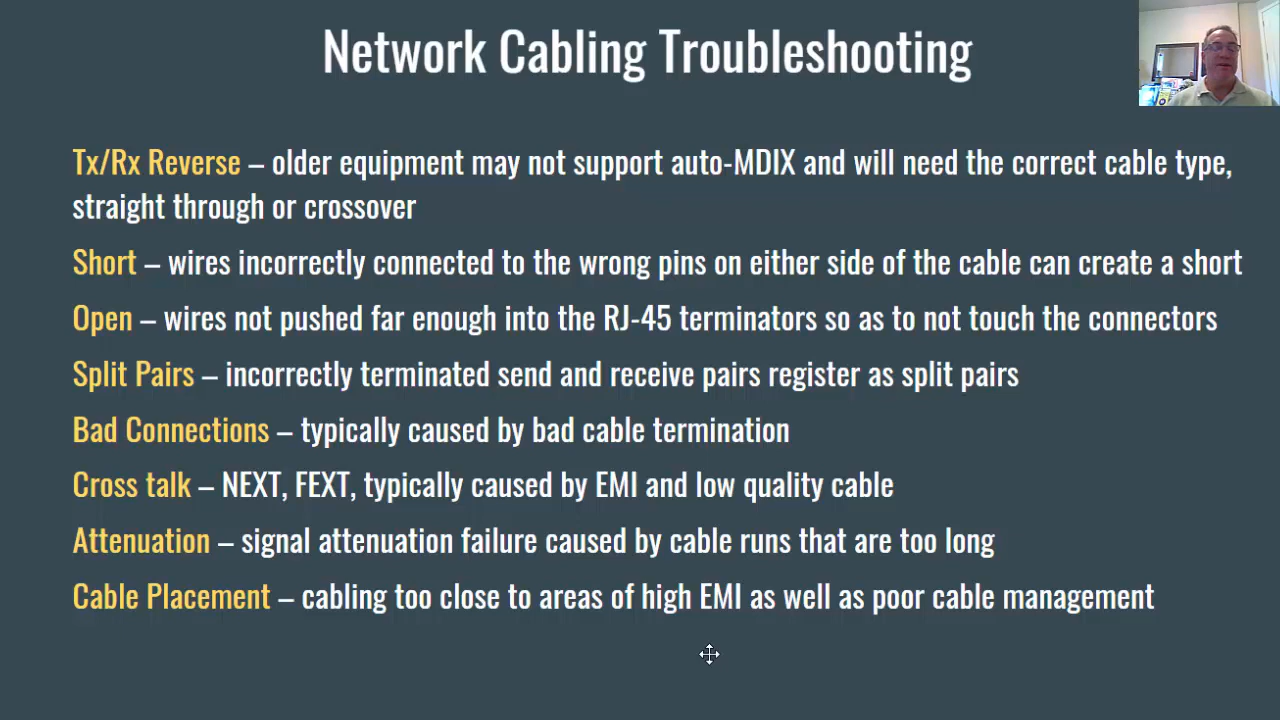 Network Cabling Troubleshooting
Tx/Rx Reverse – older equipment may not support auto-MDIX and will need the correct cable type,
straight through or crossover
Short – wires incorrectly connected to the wrong pins on either side of the cable can create a short
Open – wires not pushed far enough into the RJ-45 terminators so as to not touch the connectors
Split Pairs – incorrectly terminated send and receive pairs register as split pairs
Bad Connections – typically caused by bad cable termination
Cross talk – NEXT, FEXT, typically caused by EMI and low quality cable
Attenuation – signal attenuation failure caused by cable runs that are too long
Cable Placement – cabling too close to areas of high EMI as well as poor cable management